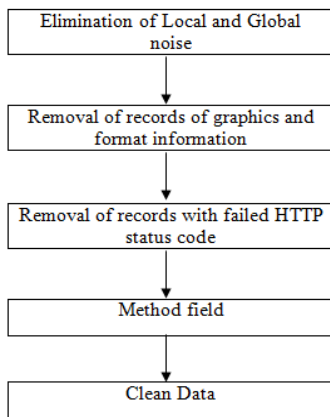 Elimination of Local and Global
noise
Removal of records of graphics and
format information
Removal of records with failed HTTP
status code
Method field
Clean Data